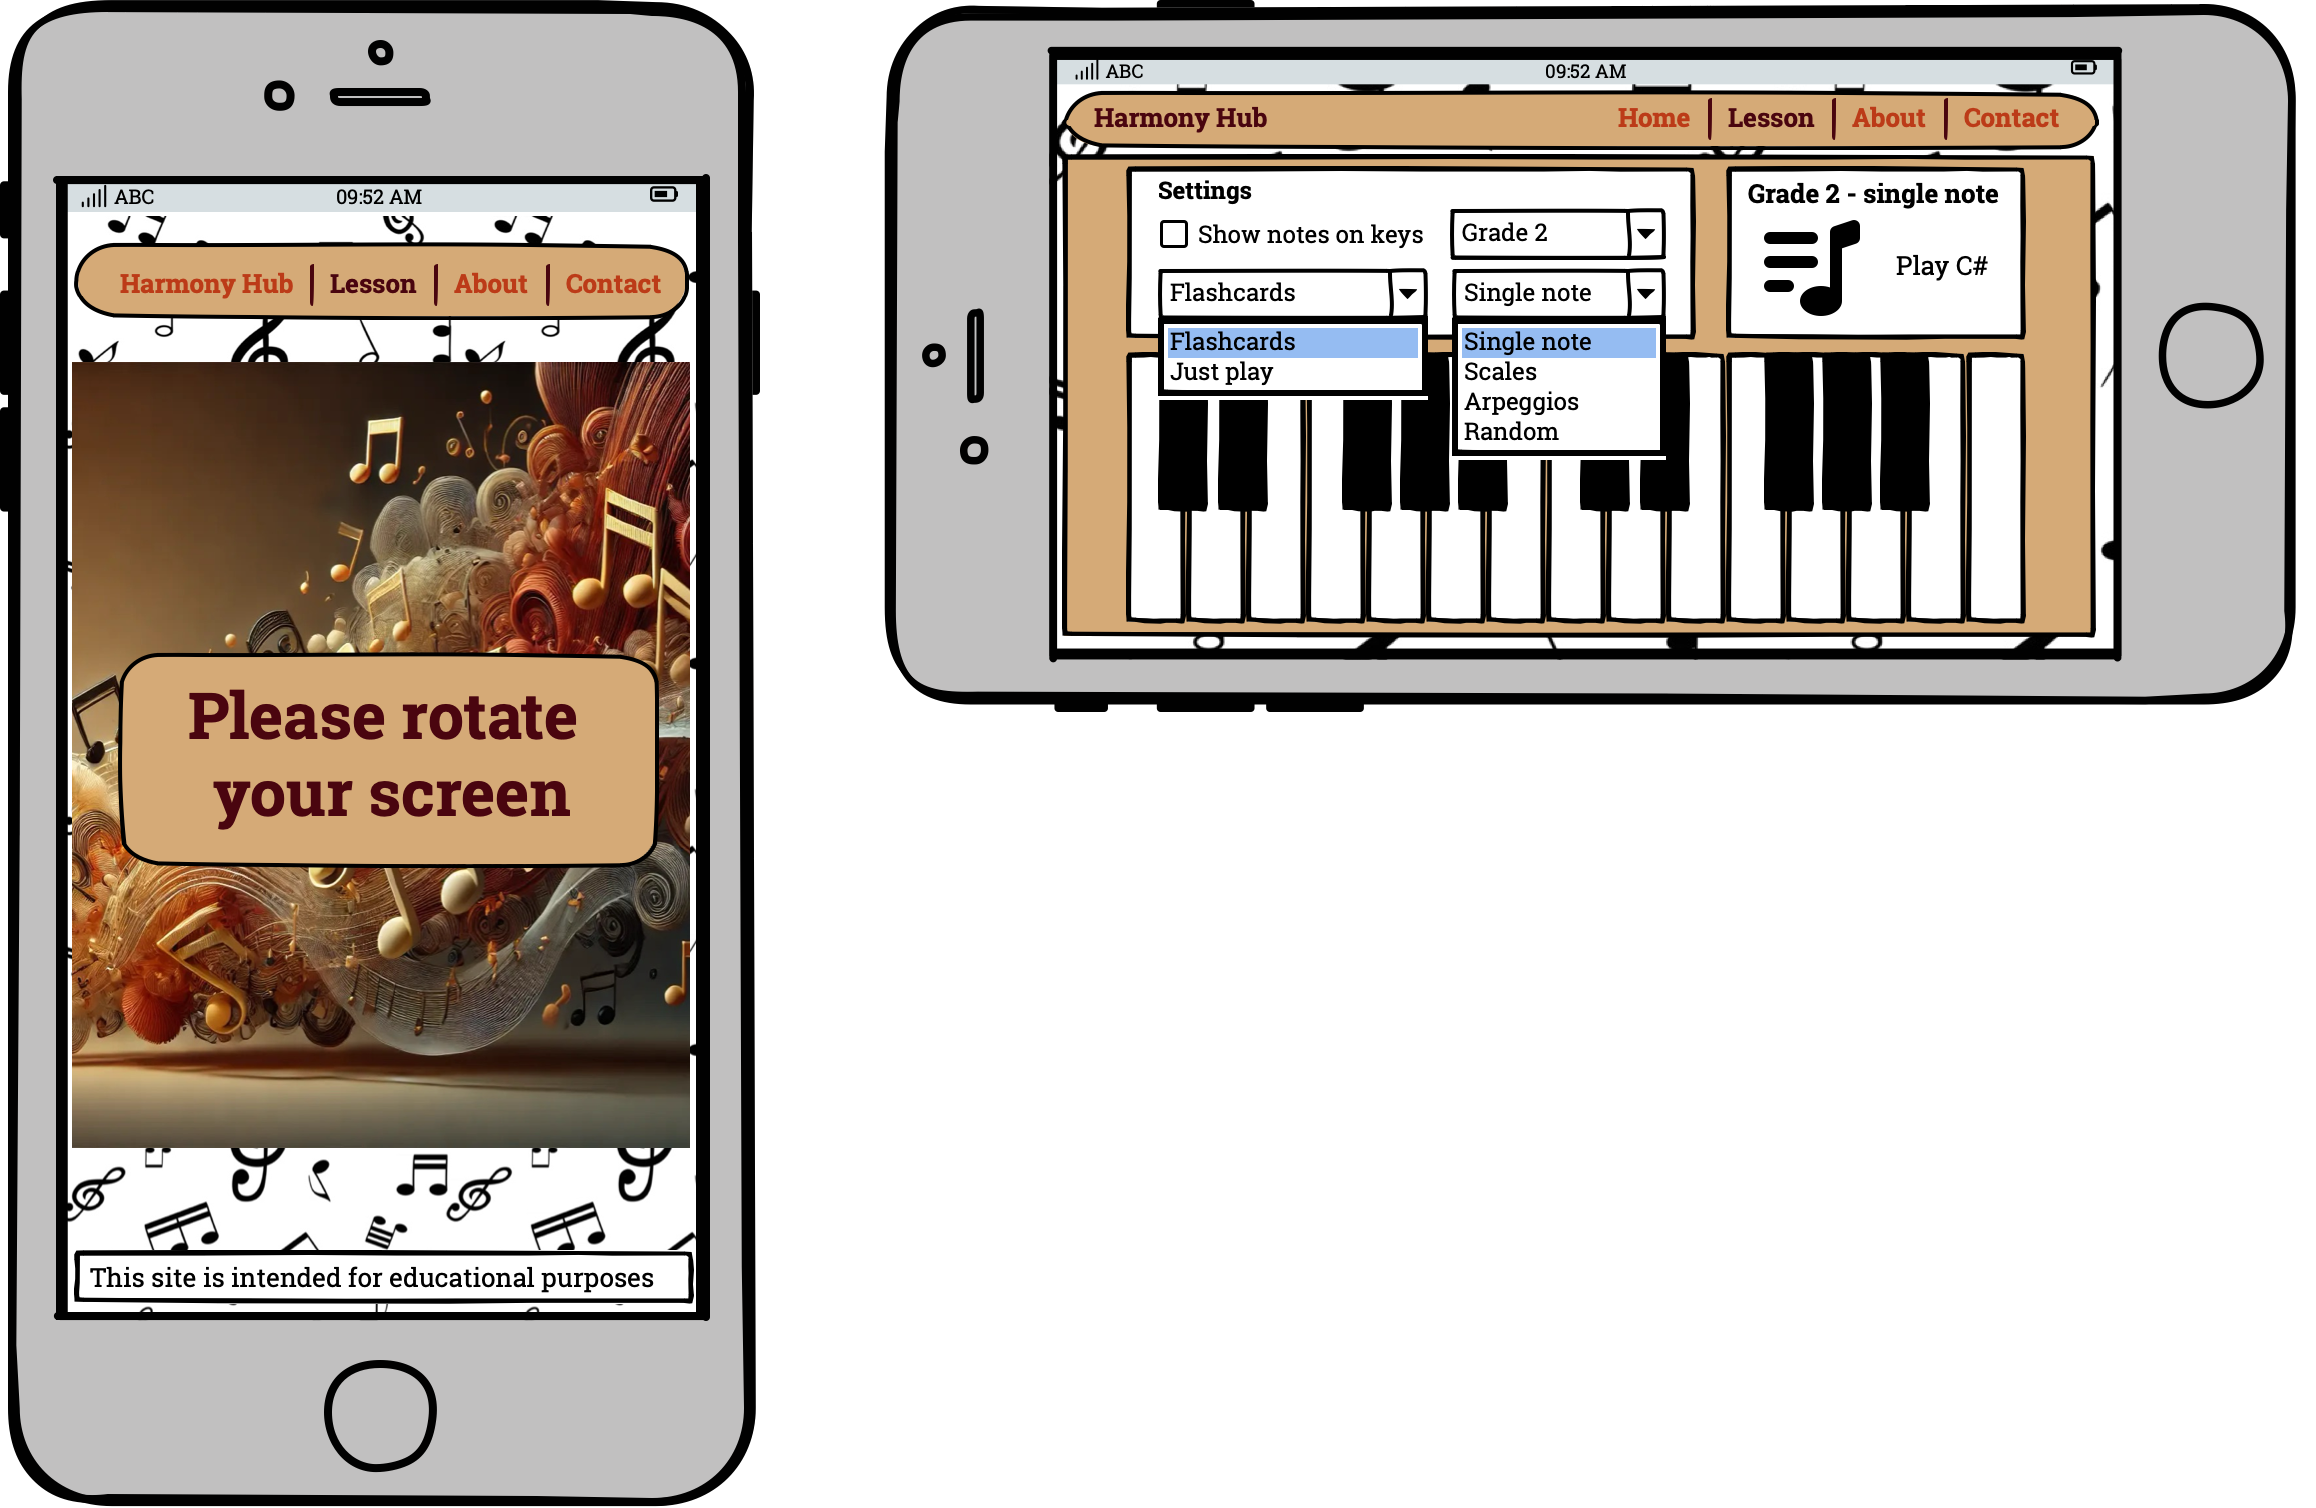 ABC 09:52 AM
Harmony Hub Lesson About Contact
Please rotate
your screen
This site is intended for educational purposes
ABC 09:52 AM
Harmony Hub Home Lesson About Contact
Settings
Show notes on keys Grade 2
Flashcards Single note
Flashcards
Just play
Single note
Scales
Arpeggios
Random
Grade 2 - single note
Play C#